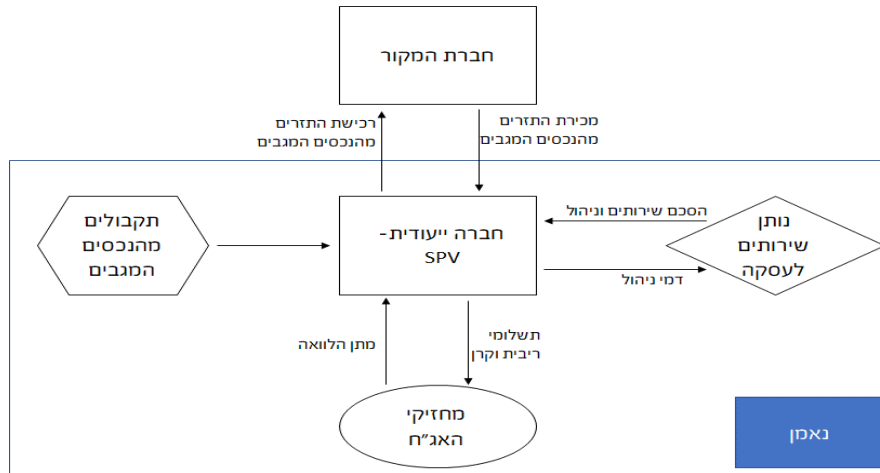 חברת המקור
מכירת התזרים
מהנכסים המגבים
רכישת התזרים
מהנכסים המגבים
נותן
שירותים
לעסקה
הסכם שירותים וניהול
דמי ניהול
חברה ייעודית-
SPV
תקבולים
מהנכסים
המגבים
תשלומי
ריבית וקרן
מתן הלוואה
מחזיקי
האג״ח
נאמן